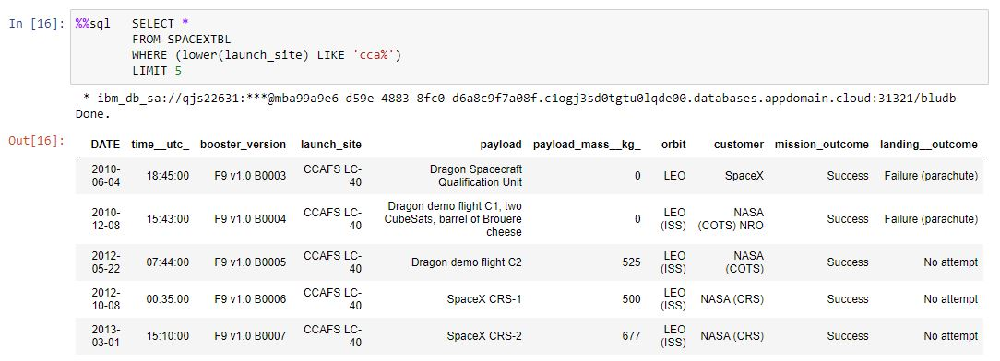 In [16]: %%sql SELECT *
FROM SPACEXTBL
WHERE (lower(launch_site) LIKE 'cca%')
LIMIT 5
* ibm_db_sa://qjs22631:***@mba99a9e6-d59e-4883-8fc0-d6a8c9f7a08f.c1ogj3sd0tgtu0lqde00.databases.appdomain.cloud:31321/bludb
Done.
Out[16]: DATE time__utc_ booster_version launch_site payload payload_mass__kg_ orbit customer mission_outcome landing__outcome
2010-06-04 18:45:00 F9 v1.0 B0003 CCAFS LC-40 Dragon Spacecraft Qualification Unit 0 LEO SpaceX Success Failure (parachute)
2010-12-08 15:43:00 F9 v1.0 B0004 CCAFS LC-40 Dragon demo flight C1, two CubeSats, barrel of Brouere cheese 0 LEO (ISS) NASA (COTS) NRO Success Failure (parachute)
2012-05-22 07:44:00 F9 v1.0 B0005 CCAFS LC-40 Dragon demo flight C2 525 LEO (ISS) NASA (COTS) Success No attempt
2012-10-08 00:35:00 F9 v1.0 B0006 CCAFS LC-40 SpaceX CRS-1 500 LEO (ISS) NASA (CRS) Success No attempt
2013-03-01 15:10:00 F9 v1.0 B0007 CCAFS LC-40 SpaceX CRS-2 677 LEO (ISS) NASA (CRS) Success No attempt